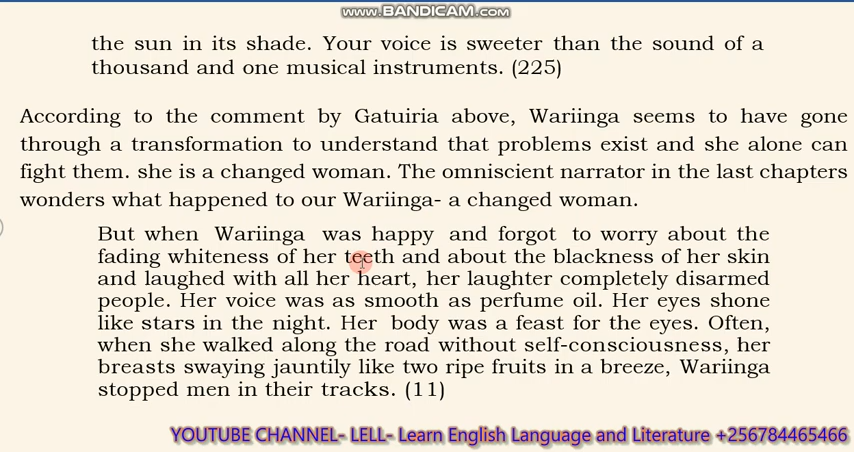 www.BANDICAM.com
the sun in its shade. Your voice is sweeter than the sound of a
thousand and one musical instruments. (225)
According to the comment by Gatuiria above, Wariinga seems to have gone
through a transformation to understand that problems exist and she alone can
fight them. she is a changed woman. The omniscient narrator in the last chapters
wonders what happened to our Wariinga- a changed woman.
But when Wariinga was happy and forgot to worry about the
fading whiteness of her teeth and about the blackness of her skin
and laughed with all her heart, her laughter completely disarmed
people. Her voice was as smooth as perfume oil. Her eyes shone
like stars in the night. Her body was a feast for the eyes. Often,
when she walked along the road without self-consciousness, her
breasts swaying jauntily like two ripe fruits in a breeze, Wariinga
stopped men in their tracks. (11)
YOUTUBE CHANNEL- LELL- Learn English Language and Literature +256784465466